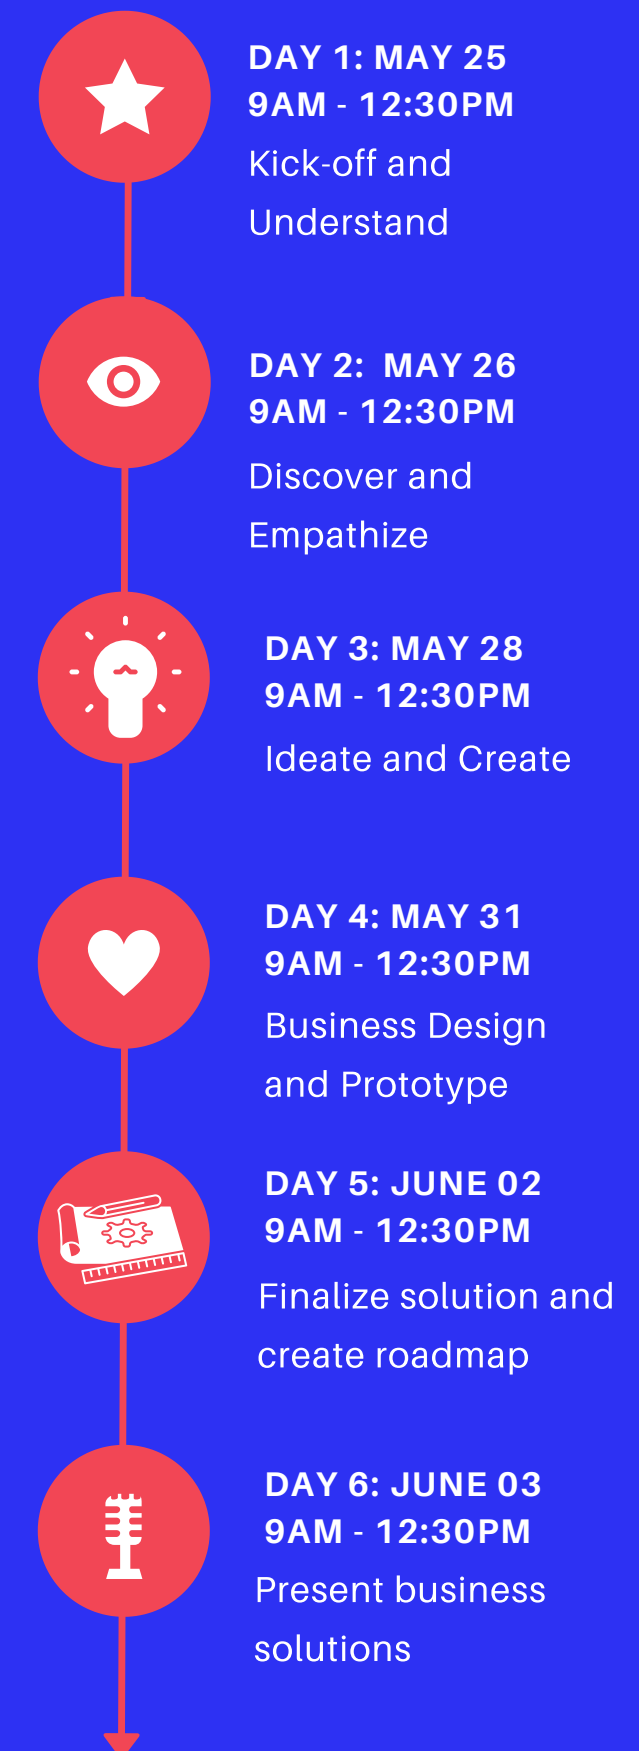 DAY 1: MAY 25
9AM - 12:30PM
Kick-off and
Understand
DAY 2:  MAY 26
9AM - 12:30PM
Discover and
Empathize
DAY 3: MAY 28
9AM - 12:30PM
Ideate and Create
DAY 4: MAY 31
9AM - 12:30PM
Business Design
and Prototype
DAY 5: JUNE 02
9AM - 12:30PM
Finalize solution and
create roadmap
DAY 6: JUNE 03
9AM - 12:30PM
Present business
solutions